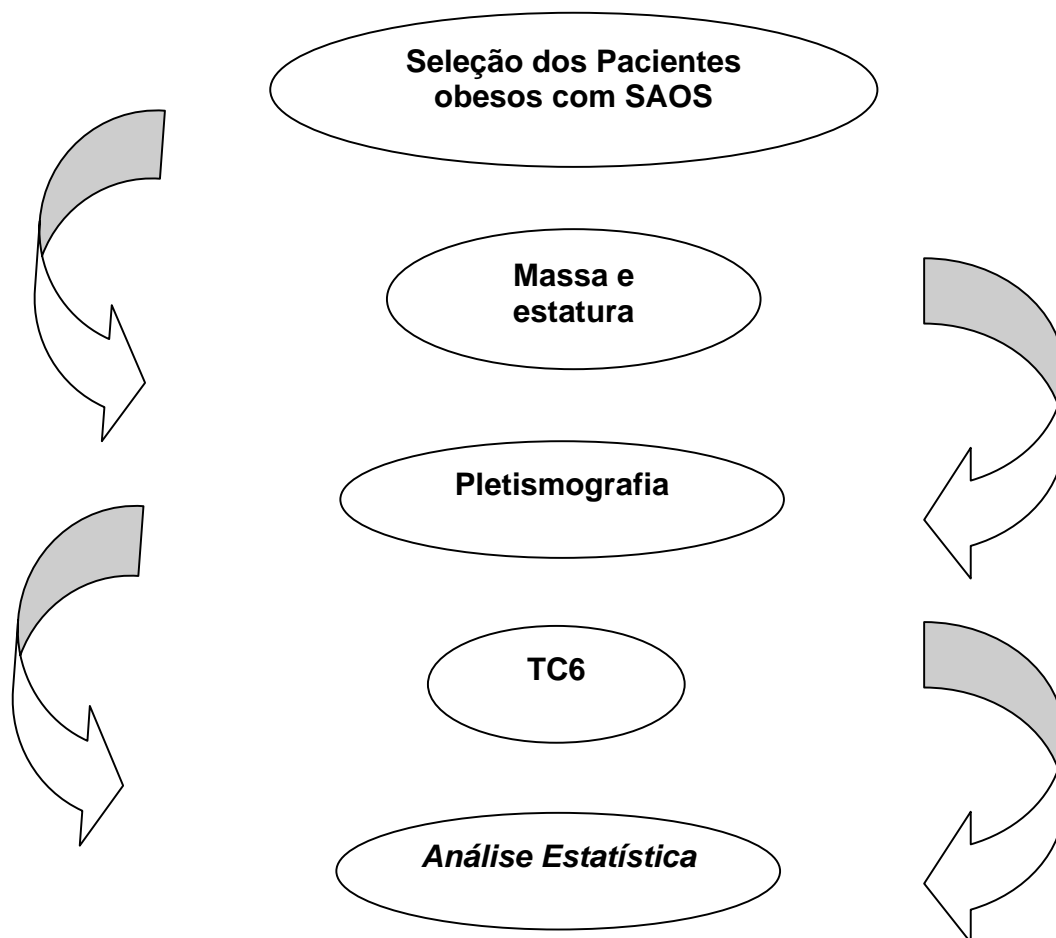 Seleção dos Pacientes
obesos com SAOS
Massa e
estatura
Pletismografia
TC6
Análise Estatística